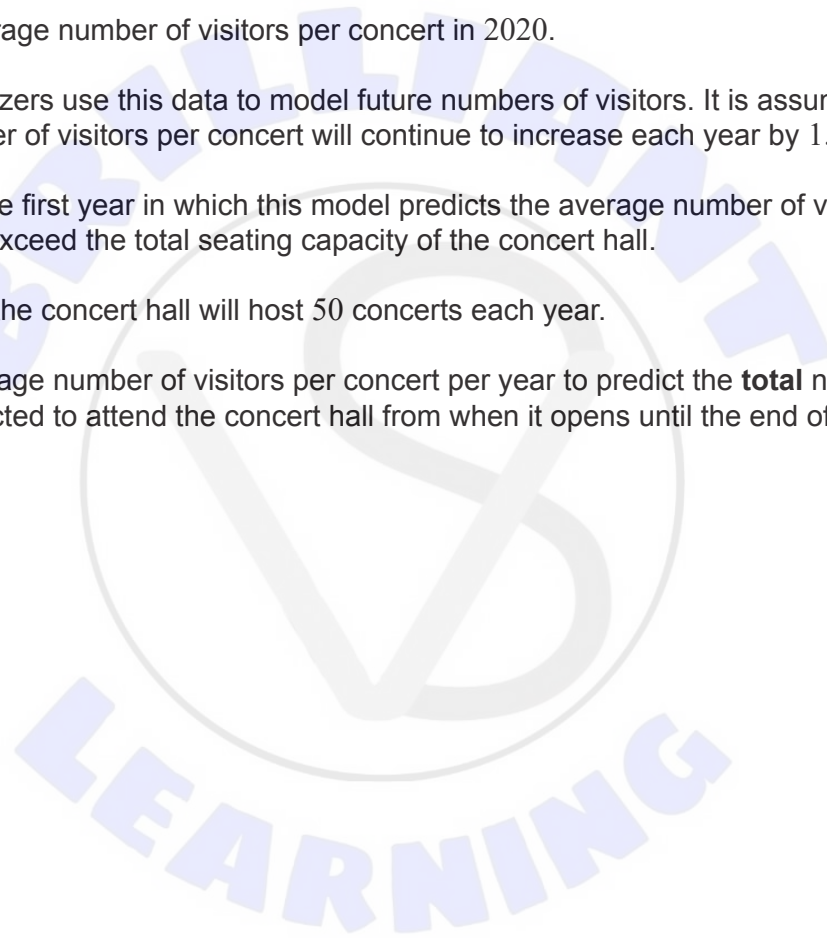 rage number of visitors per concert in 2020.
zers use this data to model future numbers of visitors. It is assur
er of visitors per concert will continue to increase each year by 1.
e first year in which this model predicts the average number of v
xceed the total seating capacity of the concert hall.
he concert hall will host 50 concerts each year.
age number of visitors per concert per year to predict the total n
cted to attend the concert hall from when it opens until the end of
BRILLIANT
VS
LEARNING